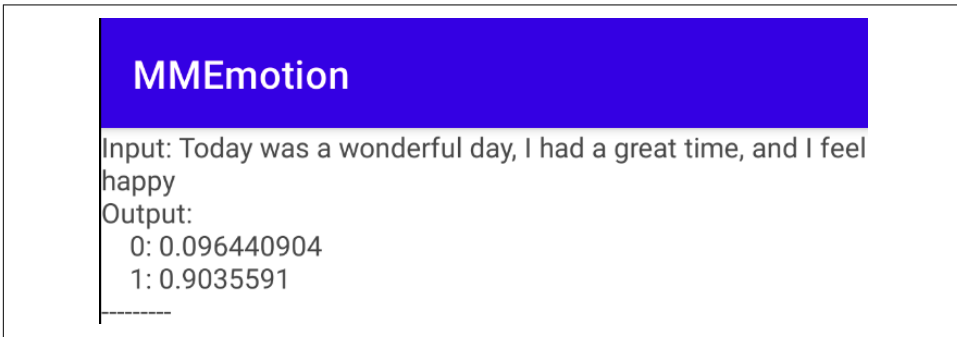 MMEmotion
Input: Today was a wonderful day, I had a great time, and I feel
happy
Output:
0: 0.096440904
1: 0.9035591
---------